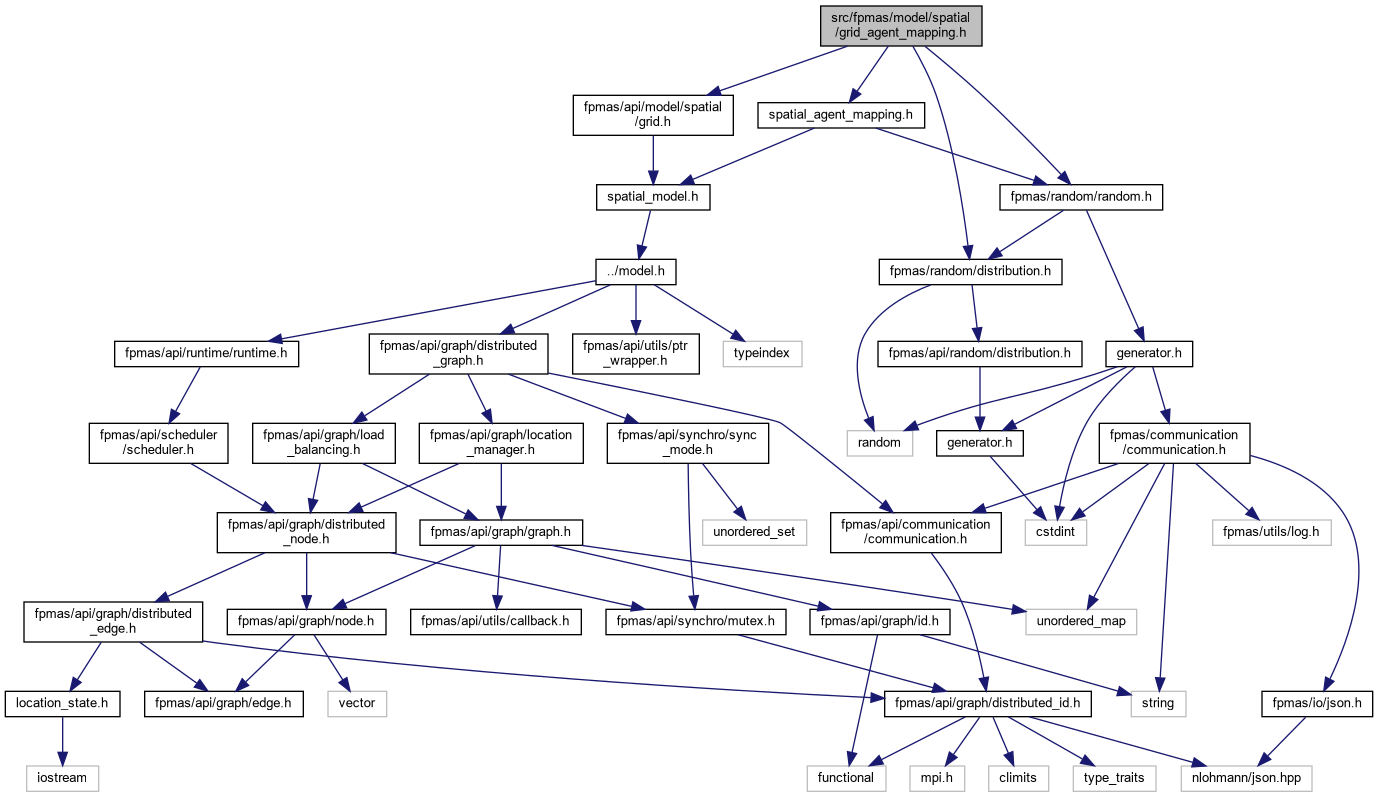 src/fpmas/model/spatial
/grid_agent_mapping.h
fpmas/api/model/spatial
/grid.h
spatial_agent_mapping.h
spatial_model.h
fpmas/random/random.h
../model.h
fpmas/random/distribution.h
fpmas/api/runtime/runtime.h
fpmas/api/graph/distributed
_graph.h
fpmas/api/utils/ptr
_wrapper.h
typeindex
fpmas/api/random/distribution.h
generator.h
fpmas/api/scheduler
/scheduler.h
fpmas/api/graph/load
_balancing.h
fpmas/api/graph/location
_manager.h
fpmas/api/synchro/sync
_mode.h
random
generator.h
fpmas/communication
/communication.h
fpmas/api/graph/distributed
_node.h
fpmas/api/graph/graph.h
unordered_set
fpmas/api/communication
/communication.h
cstdint
fpmas/utils/log.h
fpmas/api/graph/distributed
_edge.h
fpmas/api/graph/node.h
fpmas/api/utils/callback.h
fpmas/api/synchro/mutex.h
fpmas/api/graph/id.h
unordered_map
location_state.h
fpmas/api/graph/edge.h
vector
fpmas/api/graph/distributed_id.h
string
fpmas/io/json.h
iostream
functional
mpi.h
climits
type_traits
nlohmann/json.hpp